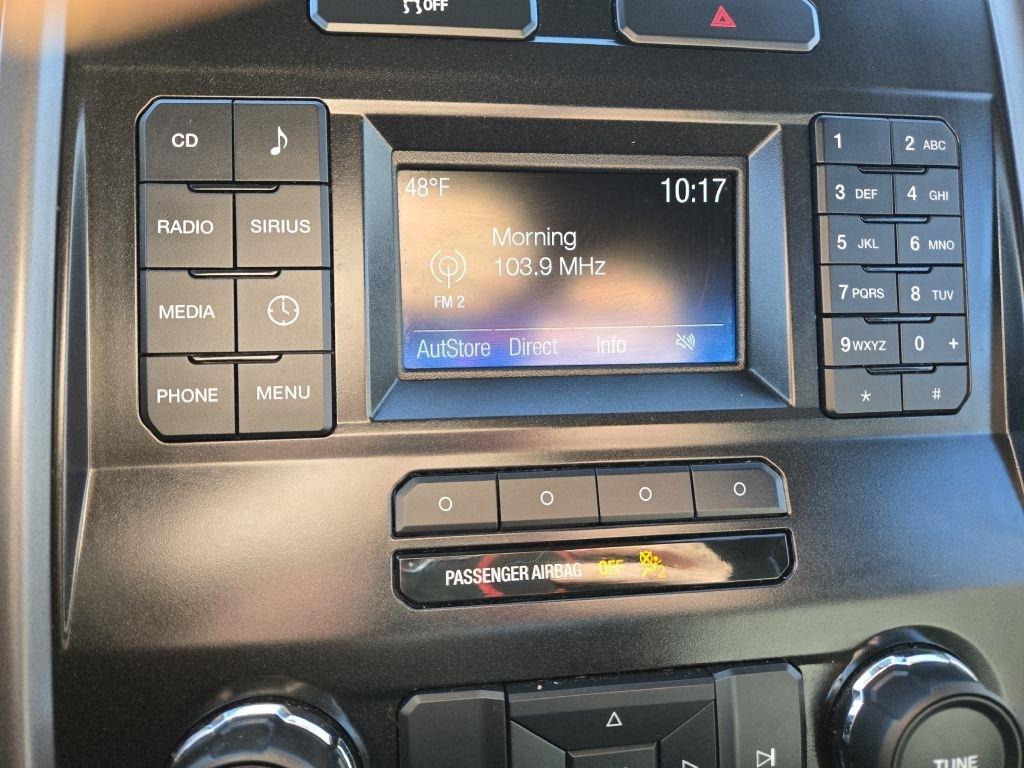 OFF
CD
RADIO SIRIUS
MEDIA
PHONE MENU
48°F 10:17
Morning
103.9 MHz
FM 2
AutStore Direct Info
1 2 ABC
3 DEF 4 GHI
5 JKL 6 MNO
7 PQRS 8 TUV
9 WXYZ 0 +
* #
PASSENGER AIRBAG OFF 2
TUNE